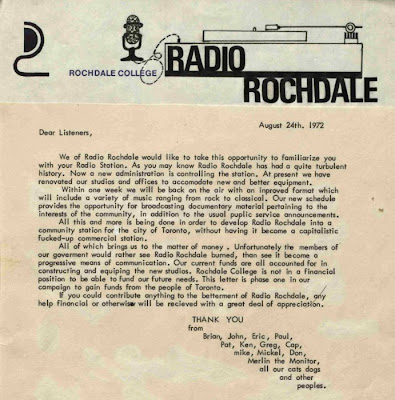 ROCHDALE COLLEGE
RADIO
ROCHDALE
August 24th. 1972
Dear Listeners,
We of Radio Rochdale would like to take this opportunity to familiarize you
with your Radio Station. As you may know Radio Rochdale has had a quite turbulent
history. Now a new administration is controlling the station. At present we have
renovated our studios and offices to accomodate new and better equipment.
Within one week we will be back on the air with an inproved format which
will include a variety of music ranging from rock to classical. Our new schedule
provides the opportunity for broadcasting documentary material pertaining to the
interests of the community, in addition to the usual public service announcements.
All this and more is being done in order to develop Radio Rochdale into a
community station for the city of Toronto, without having it become a capitalistic
fucked-up commercial station.
All of which brings us to the matter of money . Unfortunately the members of
our goverment would rather see Radio Rochdale burned, than see it become a
progressive means of communication. Our current funds are all accounted for in
constructing and equiping the new studios. Rochdale College is not in a financial
position to be able to fund our future needs. This letter is phase one in our
campaign to gain funds from the people of Toronto.
If you could contribute anything to the betterment of Radio Rochdale, any
help financial or otherwise will be recieved with a great deal of appreciation.
THANK YOU
from
Brian, John, Eric, Paul,
Pat, Ken, Greg, Cap,
mike, Mickel, Don,
Merlin the Monitor,
all our cats dogs
and other
peoples.